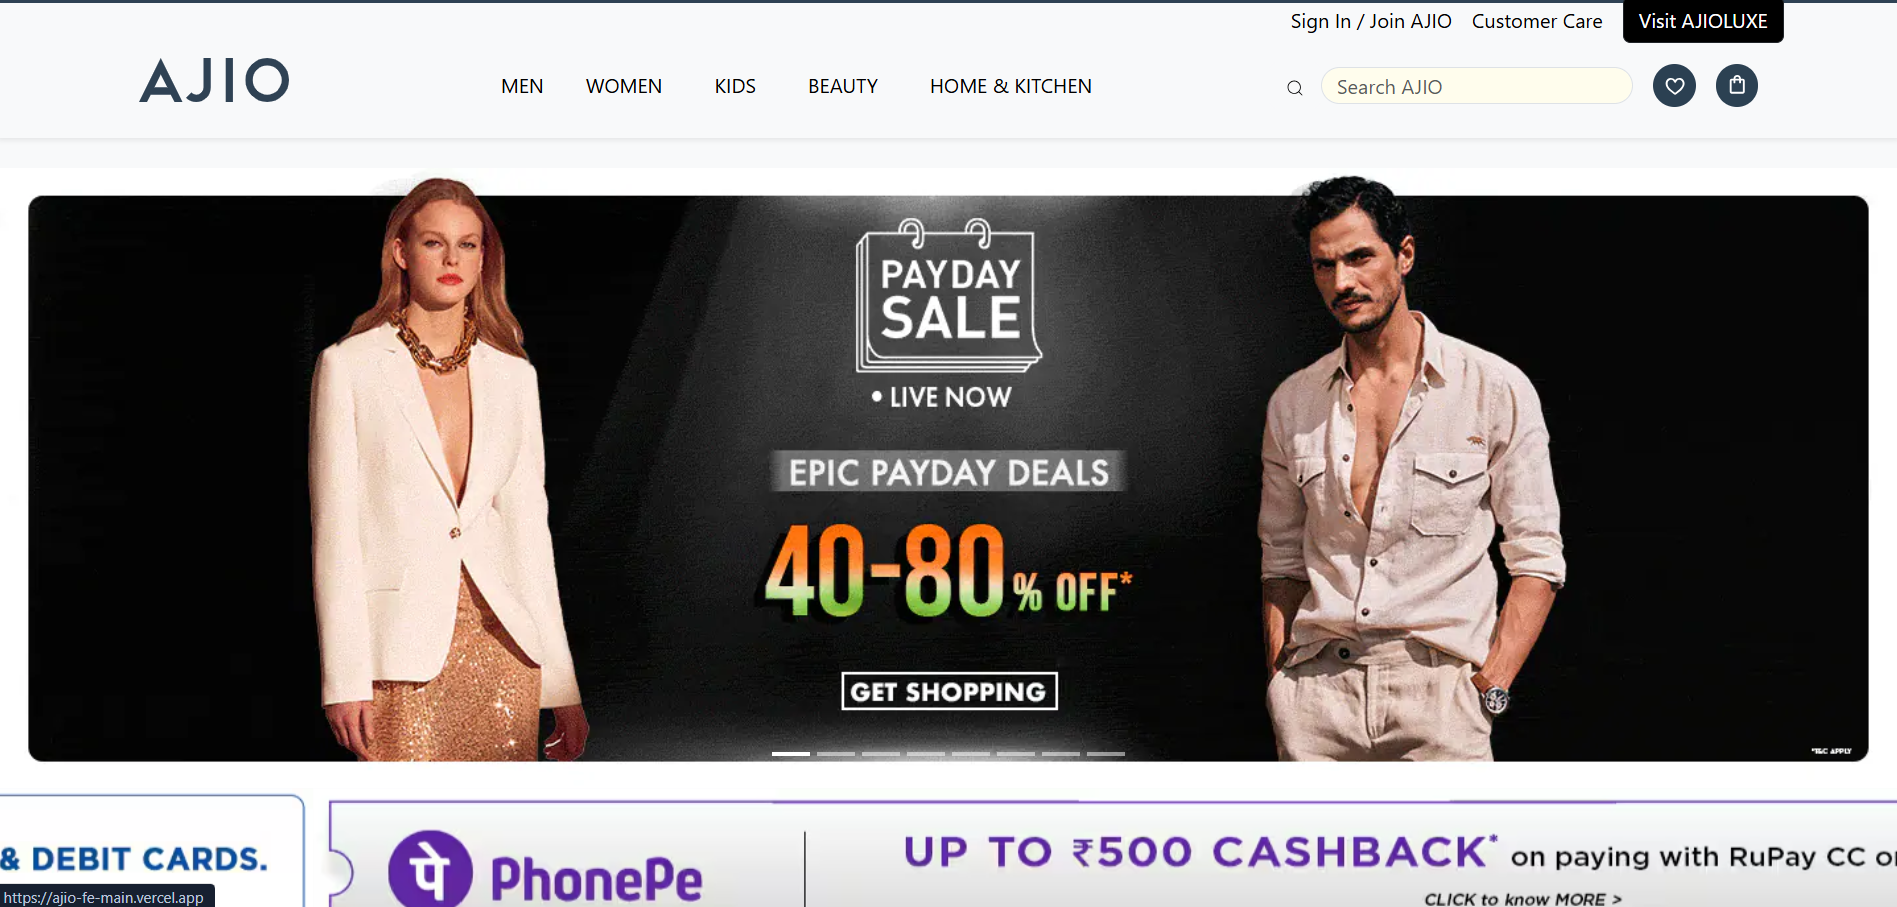 Sign In / Join AJIO Customer Care Visit AJIOLUXE
AJIO
MEN WOMEN KIDS BEAUTY HOME & KITCHEN
Search AJIO
PAYDAY
SALE
• LIVE NOW
EPIC PAYDAY DEALS
40-80% OFF*
GET SHOPPING
*T&C APPLY
& DEBIT CARDS.
पे PhonePe
UP TO ₹500 CASHBACK* on paying with RuPay CC
CLICK to know MORE >
https://ajio-fe-main.vercel.app